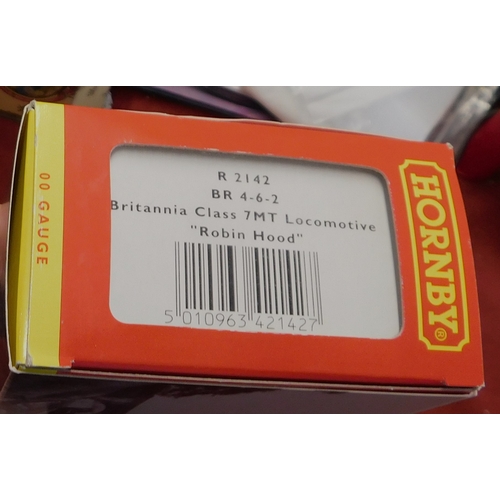 00 GAUGE
R 2142
BR 4-6-2
Britannia Class 7MT Locomotive
"Robin Hood"
5 010963 421427
HORNBY®